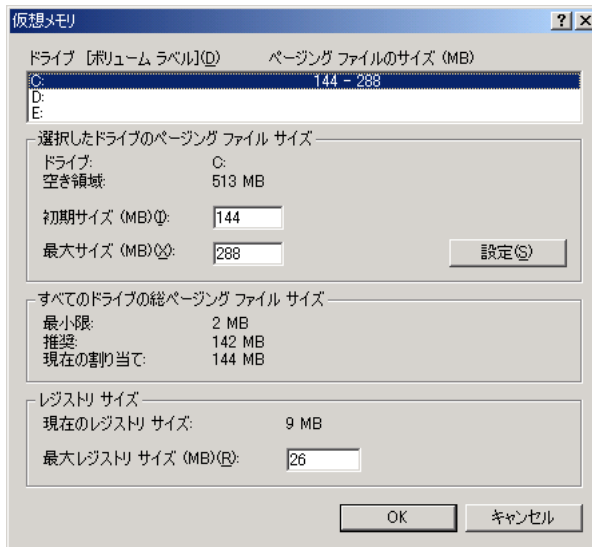 仮想メモリ
ドライブ [ボリューム ラベル](D) ページング ファイルのサイズ (MB)
C: 144 - 288
D:
E:
選択したドライブのページング ファイル サイズ
ドライブ: C:
空き領域: 513 MB
初期サイズ (MB)(I): 144
最大サイズ (MB)(X): 288
設定(S)
すべてのドライブの総ページング ファイル サイズ
最小限: 2 MB
推奨: 142 MB
現在の割り当て: 144 MB
レジストリ サイズ
現在のレジストリ サイズ: 9 MB
最大レジストリ サイズ (MB)(R): 26
OK キャンセル